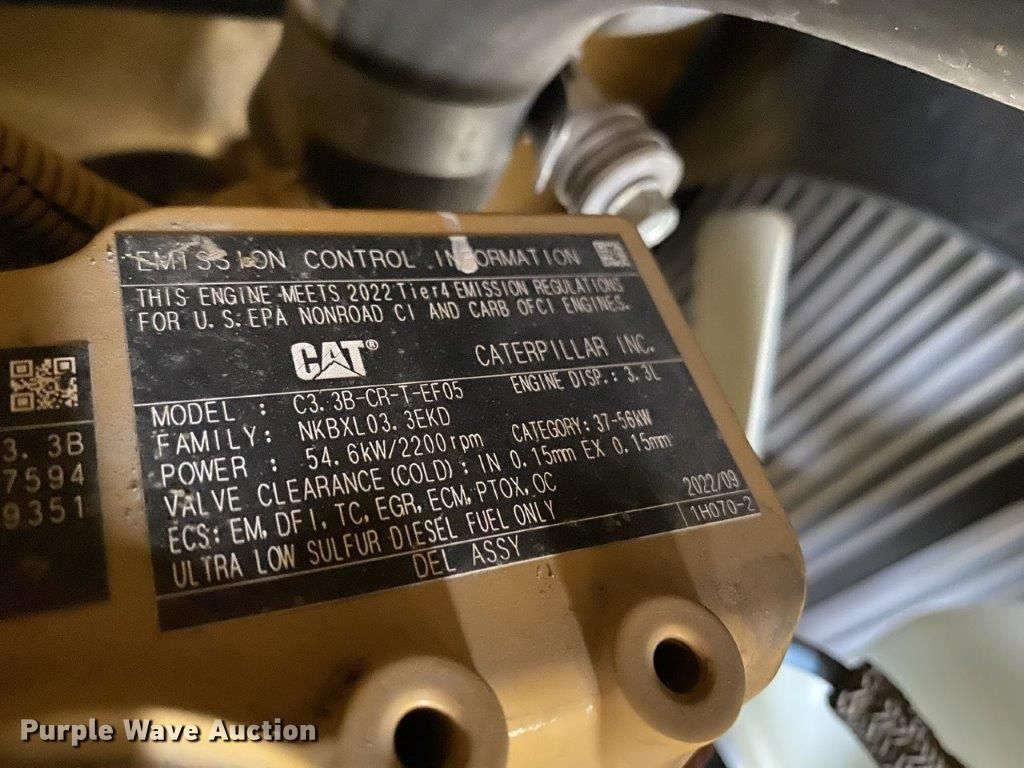 EMISSION CONTROL INFORMATION
THIS ENGINE MEETS 2022 Tier4 EMISSION REGULATIONS
FOR U.S. EPA NONROAD CI AND CARB OFCI ENGINES.
CAT® CATERPILLAR INC.
MODEL : C3.3B-CR-T-EF05 ENGINE DISP.: 3.3L
FAMILY: NKBXL03.3EKD
POWER : 54.6kW/2200rpm CATEGORY: 37-56kW
VALVE CLEARANCE (COLD) : IN 0.15mm EX 0.15mm
ECS: EM, DFI, TC, EGR, ECM, PTOX, OC 2022/09
ULTRA LOW SULFUR DIESEL FUEL ONLY 1H070-2
DEL ASSY
3.3B
7594
9351
Purple Wave Auction